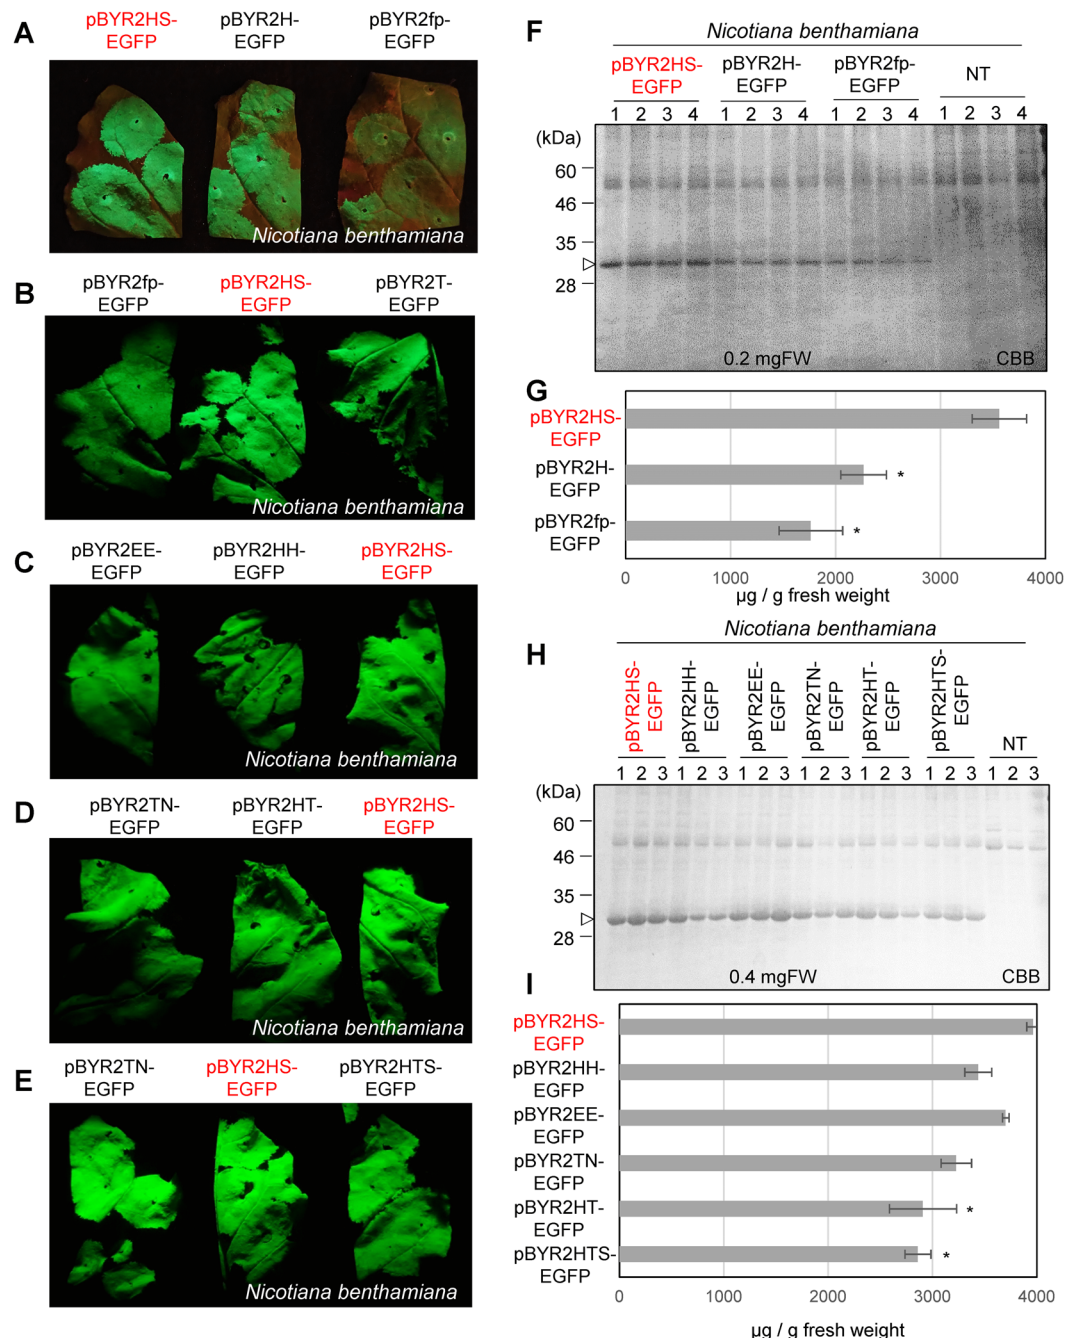 A
pBYR2HS-
EGFP
pBYR2H-
EGFP
pBYR2fp-
EGFP
Nicotiana benthamiana
B
pBYR2fp-
EGFP
pBYR2HS-
EGFP
pBYR2T-
EGFP
Nicotiana benthamiana
C
pBYR2EE-
EGFP
pBYR2HH-
EGFP
pBYR2HS-
EGFP
Nicotiana benthamiana
D
pBYR2TN-
EGFP
pBYR2HT-
EGFP
pBYR2HS-
EGFP
Nicotiana benthamiana
E
pBYR2TN-
EGFP
pBYR2HS-
EGFP
pBYR2HTS-
EGFP
Nicotiana benthamiana
F
Nicotiana benthamiana
pBYR2HS-
EGFP
pBYR2H-
EGFP
pBYR2fp-
EGFP
NT
1 2 3 4 1 2 3 4 1 2 3 4 1 2 3 4
(kDa)
60
46
35
28
0.2 mgFW
CBB
G
pBYR2HS-
EGFP
pBYR2H-
EGFP
*
pBYR2fp-
EGFP
*
0 1000 2000 3000 4000
µg / g fresh weight
H
Nicotiana benthamiana
pBYR2HS-
EGFP
pBYR2HH-
EGFP
pBYR2EE-
EGFP
pBYR2TN-
EGFP
pBYR2HT-
EGFP
pBYR2HTS-
EGFP
NT
1 2 3 1 2 3 1 2 3 1 2 3 1 2 3 1 2 3 1 2 3
(kDa)
60
46
35
28
0.4 mgFW
CBB
I
pBYR2HS-
EGFP
pBYR2HH-
EGFP
pBYR2EE-
EGFP
pBYR2TN-
EGFP
pBYR2HT-
EGFP
*
pBYR2HTS-
EGFP
*
0 1000 2000 3000 4000
µg / g fresh weight